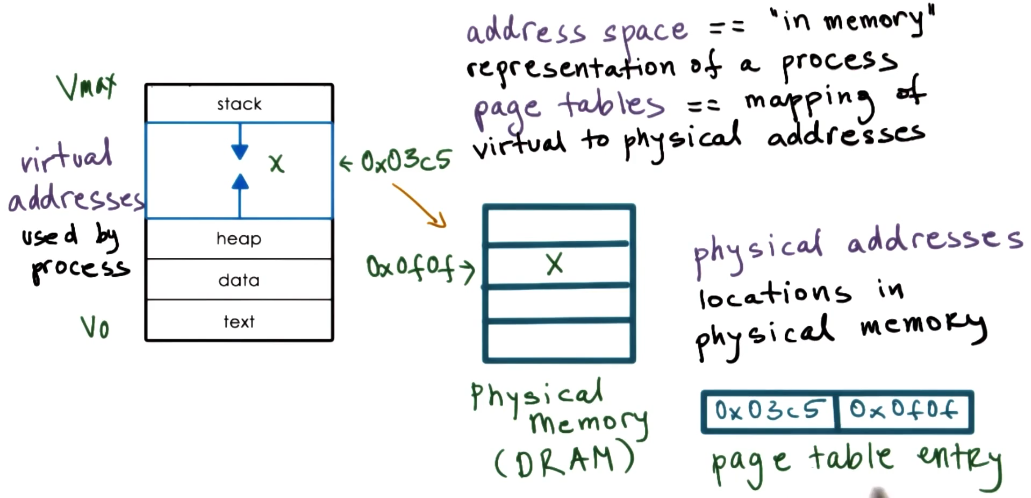 address space == "in memory"
representation of a process
page tables == mapping of
virtual to physical addresses
Vmax
stack
virtual
addresses
used by
process
X
← 0x03c5
heap
data
text
V0
0x0f0f →
X
Physical
memory
(DRAM)
physical addresses
locations in
physical memory
0x03c5 0x0f0f
page table entry